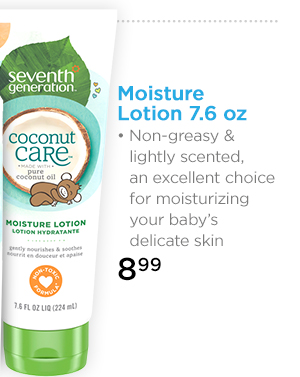 seventh
generation.
coconut
care™
MADE WITH
pure
coconut oil
MOISTURE LOTION
LOTION HYDRATANTE
gently nourishes & soothes
nourrit en douceur et apaise
NON-TOXIC
FORMULA
7.6 FL OZ LIQ (224 mL)
Moisture
Lotion 7.6 oz
• Non-greasy &
lightly scented,
an excellent choice
for moisturizing
your baby's
delicate skin
8 99